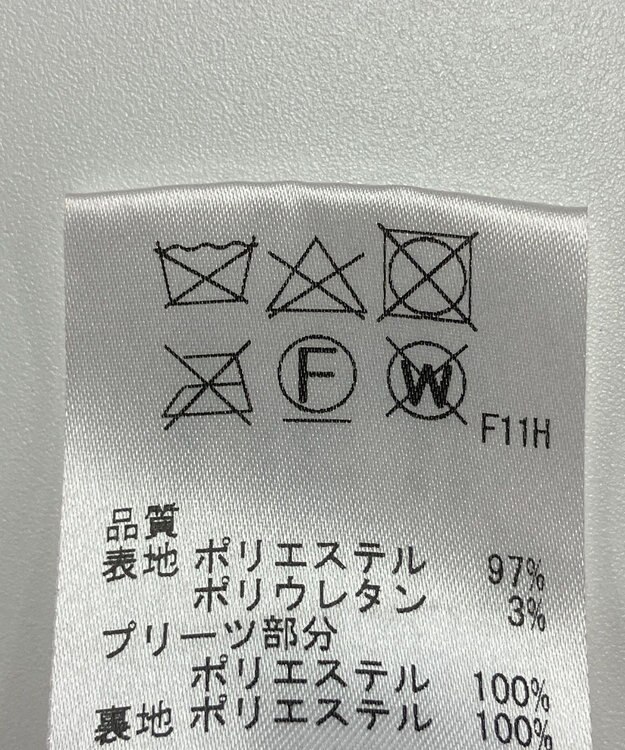 F W
F11H
品質
表地 ポリエステル 97%
ポリウレタン 3%
プリーツ部分
ポリエステル 100%
裏地 ポリエステル 100%